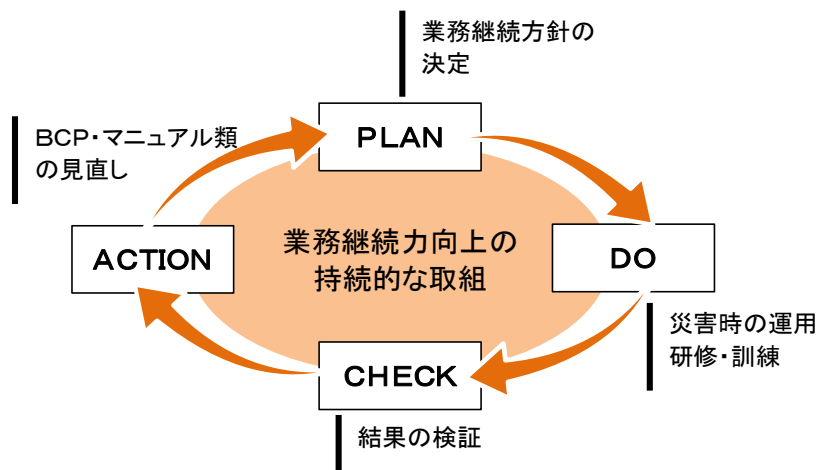 業務継続方針の
決定
PLAN
BCP・マニュアル類
の見直し
業務継続力向上の
持続的な取組
ACTION
DO
災害時の運用
研修・訓練
CHECK
結果の検証